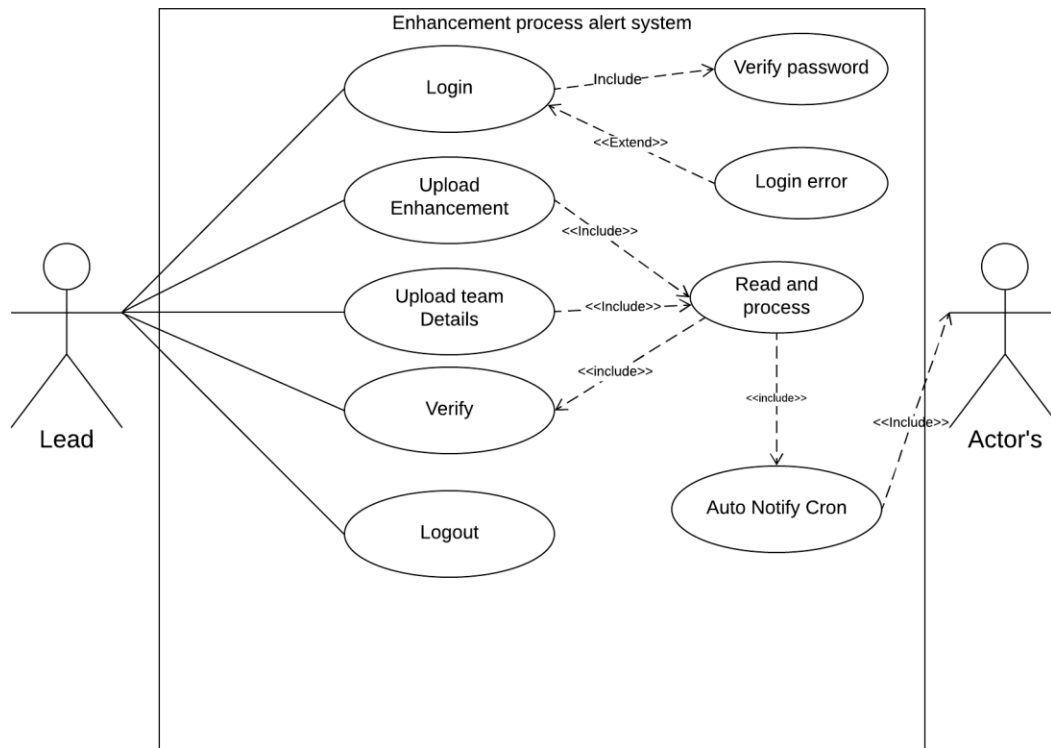 Enhancement process alert system
Login
Include
Verify password
<<Extend>>
Login error
Upload
Enhancement
<<Include>>
Upload team
Details
<<Include>>
Read and
process
<<include>>
Verify
<<include>>
<<Include>>
Lead
Actor's
Auto Notify Cron
Logout